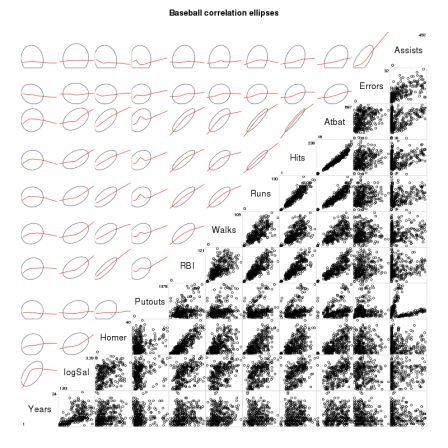 Baseball correlation ellipses
Assists
Errors
Atbat
Hits
Runs
Walks
RBI
Putouts
Homer
logSal
Years